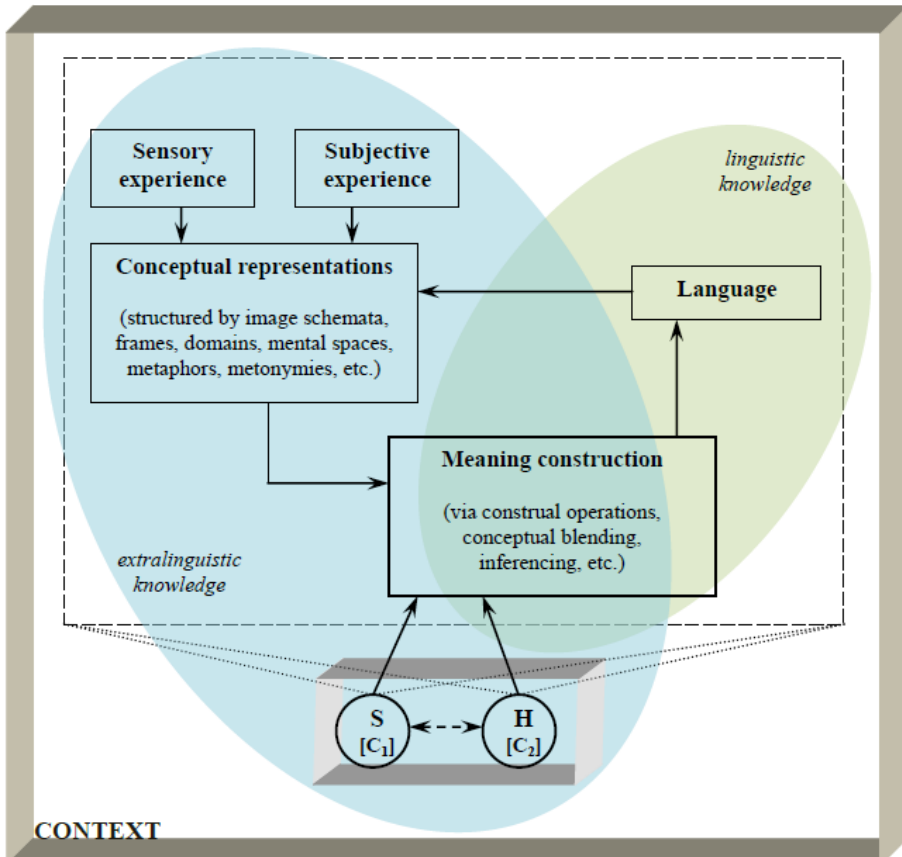 Sensory
experience
Subjective
experience
linguistic
knowledge
Conceptual representations
(structured by image schemata,
frames, domains, mental spaces,
metaphors, metonymies, etc.)
Language
Meaning construction
(via construal operations,
conceptual blending,
inferencing, etc.)
extralinguistic
knowledge
S
[C₁]
H
[C₂]
CONTEXT